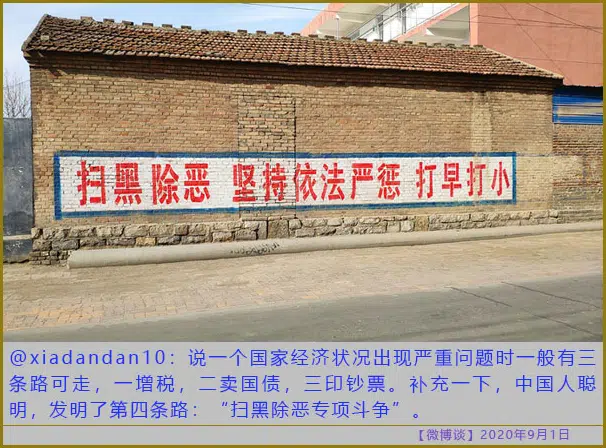 扫黑除恶 坚持依法严惩 打早打小
@xiadandan10：说一个国家经济状况出现严重问题时一般有三
条路可走，一增税，二卖国债，三印钞票。补充一下，中国人聪
明，发明了第四条路：“扫黑除恶专项斗争”。
【微博谈】2020年9月1日